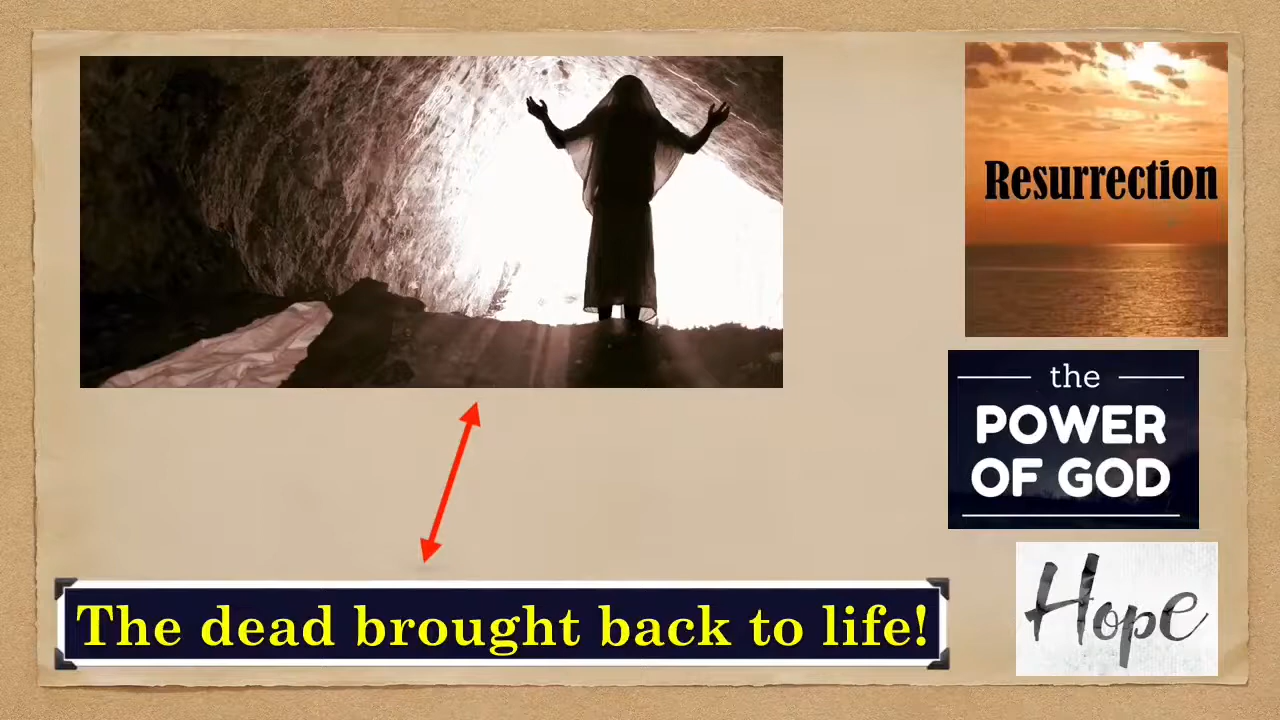 Resurrection
the
POWER
OF GOD
Hope
The dead brought back to life!